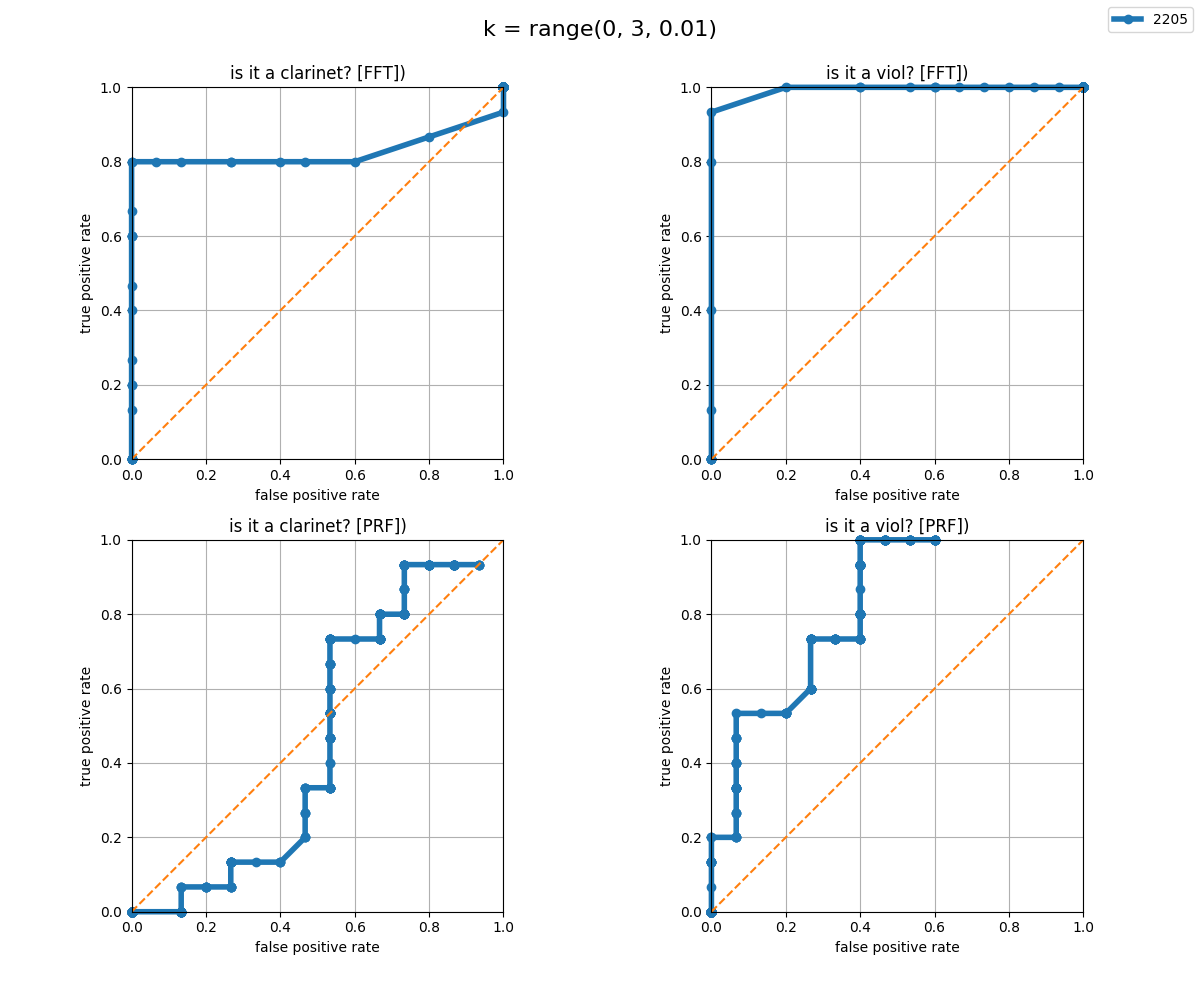 k = range(0, 3, 0.01)
2205
is it a clarinet? [FFT])
1.0
0.8
0.6
0.4
0.2
0.0
true positive rate
0.0 0.2 0.4 0.6 0.8 1.0
false positive rate
is it a viol? [FFT])
1.0
0.8
0.6
0.4
0.2
0.0
true positive rate
0.0 0.2 0.4 0.6 0.8 1.0
false positive rate
is it a clarinet? [PRF])
1.0
0.8
0.6
0.4
0.2
0.0
true positive rate
0.0 0.2 0.4 0.6 0.8 1.0
false positive rate
is it a viol? [PRF])
1.0
0.8
0.6
0.4
0.2
0.0
true positive rate
0.0 0.2 0.4 0.6 0.8 1.0
false positive rate